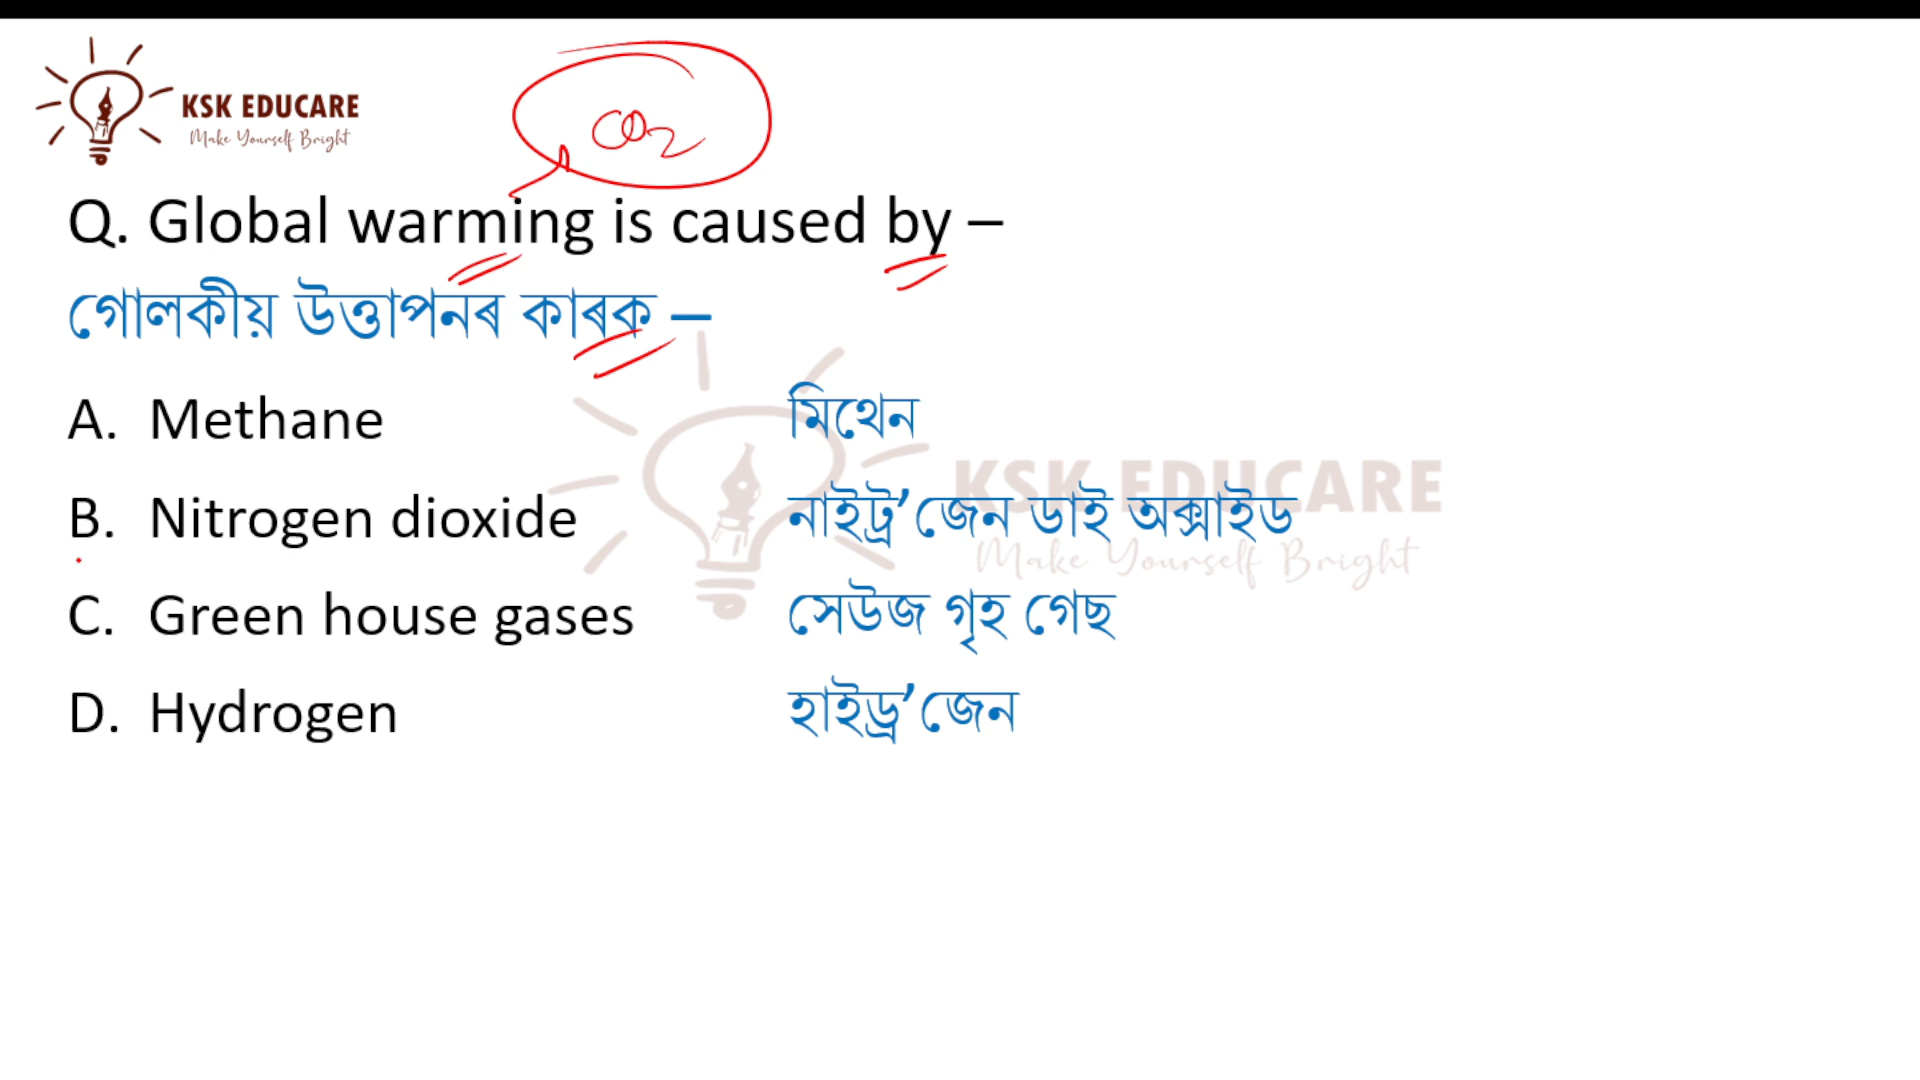 KSK EDUCARE
Make Yourself Bright
CO2
Q. Global warming is caused by –
গোলকীয় উত্তাপনৰ কাৰক –
A. Methane মিথেন
B. Nitrogen dioxide নাইট্ৰ’জেন ডাই অক্সাইড
C. Green house gases সেউজ গৃহ গেছ
D. Hydrogen হাইড্ৰ’জেন
KSK EDUCARE
Make Yourself Bright